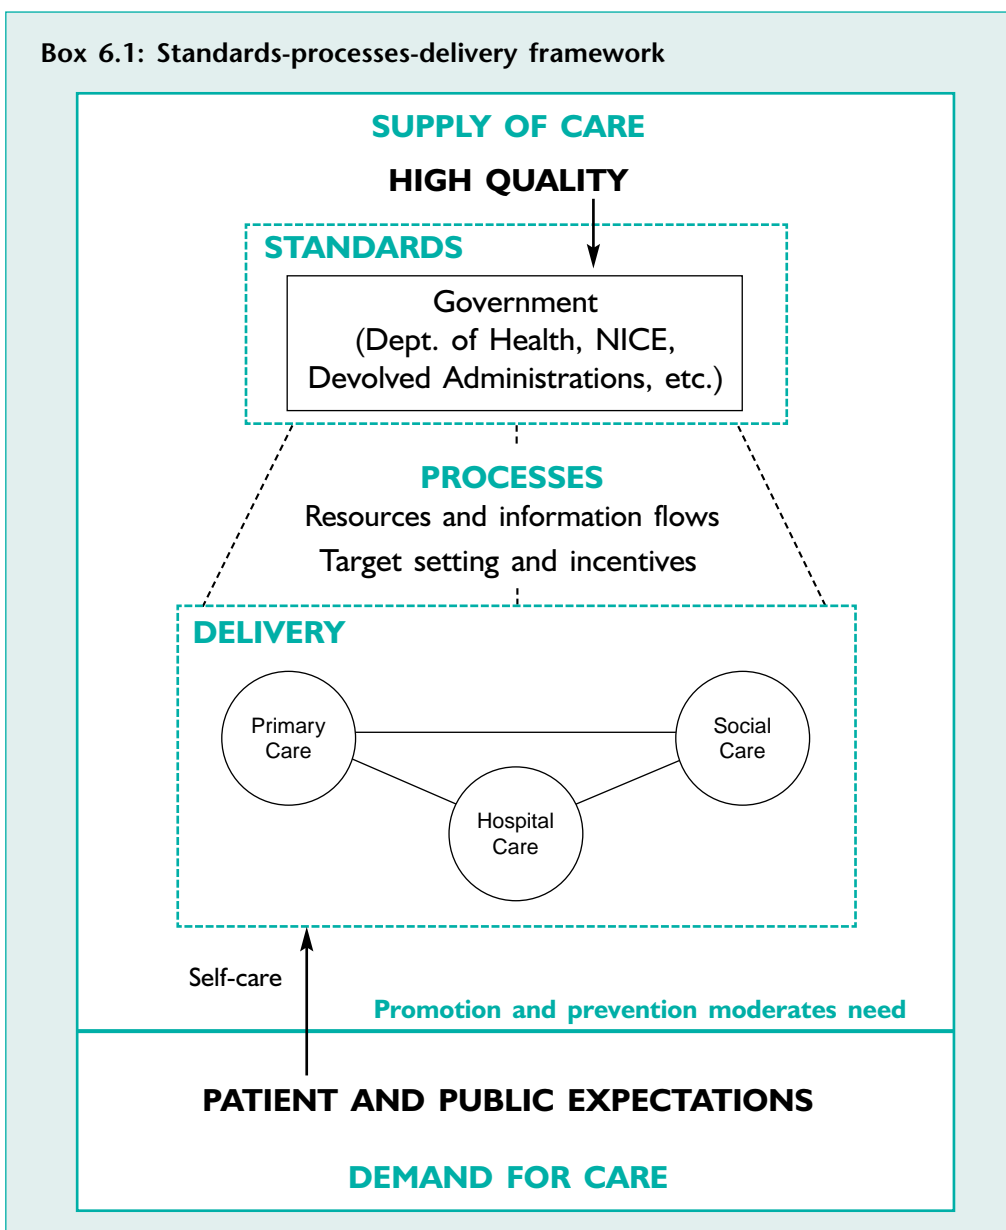 Box 6.1: Standards-processes-delivery framework
SUPPLY OF CARE
HIGH QUALITY
STANDARDS
Government
(Dept. of Health, NICE,
Devolved Administrations, etc.)
PROCESSES
Resources and information flows
Target setting and incentives
DELIVERY
Primary
Care
Social
Care
Hospital
Care
Self-care
Promotion and prevention moderates need
PATIENT AND PUBLIC EXPECTATIONS
DEMAND FOR CARE